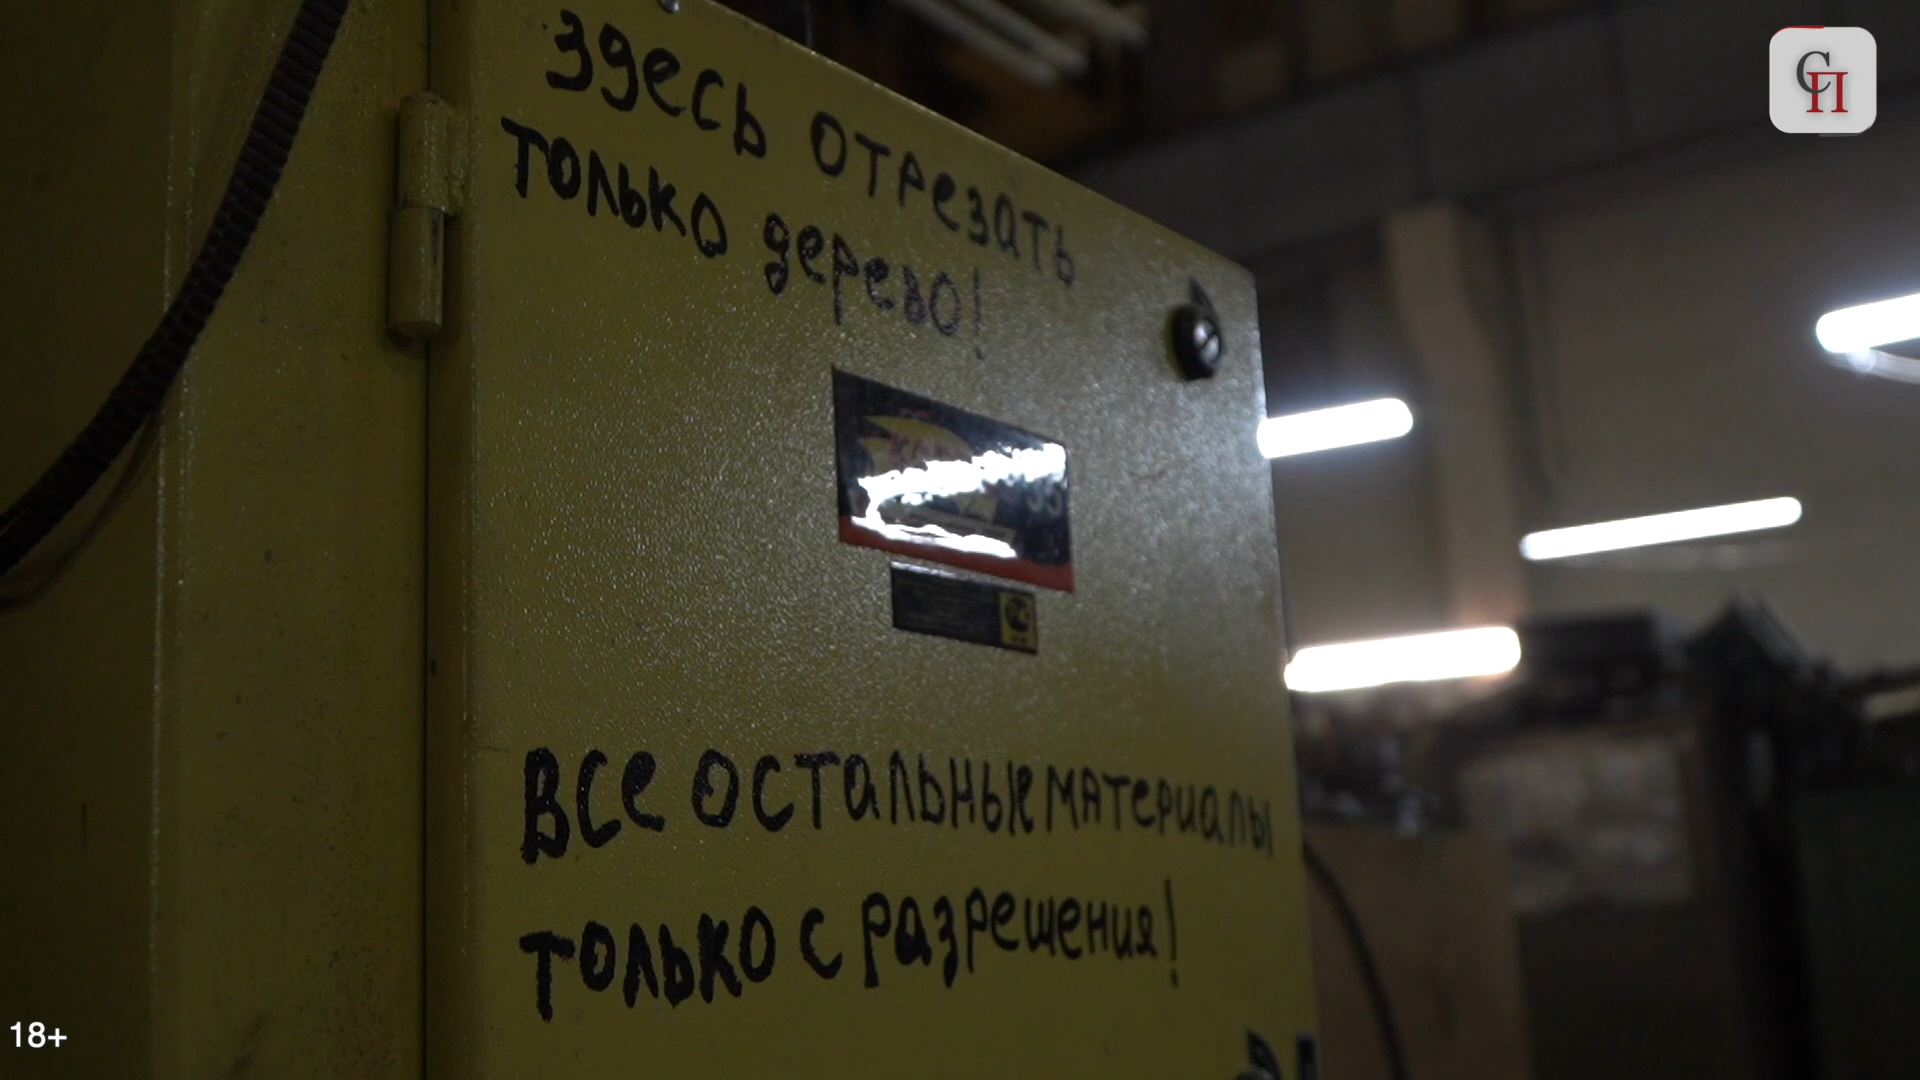 СП
здесь отрезать
только дерево!
все остальные материалы
только с разрешения!
18+